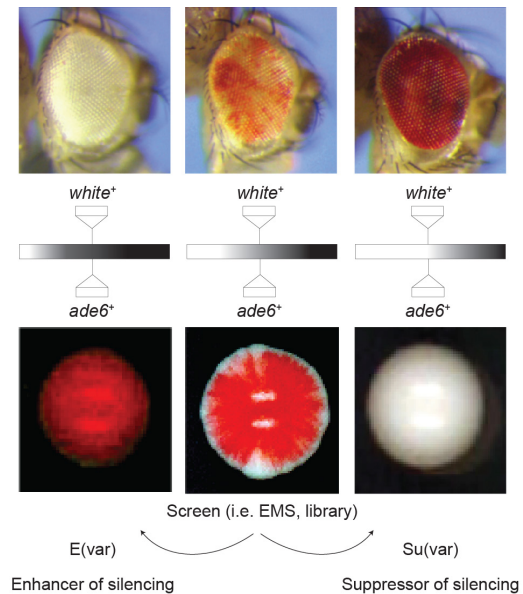 white+ white+ white+
ade6+ ade6+ ade6+
Screen (i.e. EMS, library)
E(var) Su(var)
Enhancer of silencing Suppressor of silencing